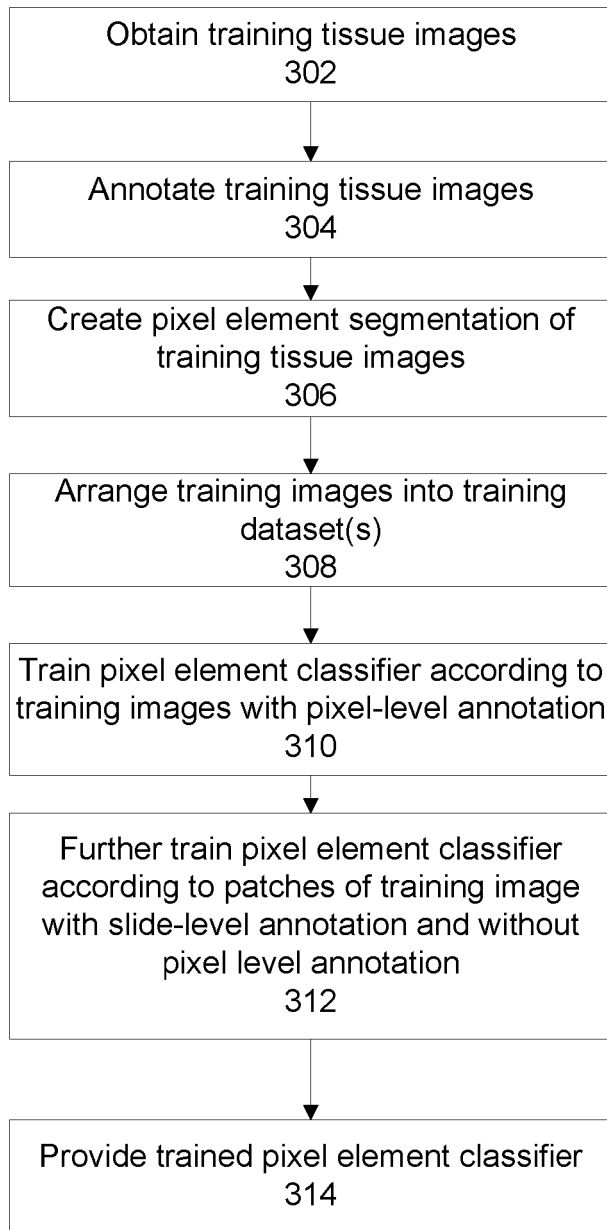 Obtain training tissue images
302
Annotate training tissue images
304
Create pixel element segmentation of
training tissue images
306
Arrange training images into training
dataset(s)
308
Train pixel element classifier according to
training images with pixel-level annotation
310
Further train pixel element classifier
according to patches of training image
with slide-level annotation and without
pixel level annotation
312
Provide trained pixel element classifier
314